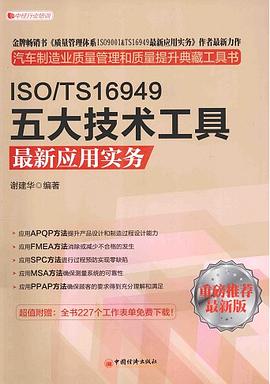 中经行业培训
金牌畅销书《质量管理体系ISO9001&TS16949最新应用实务》作者最新力作
汽车制造业质量管理和质量提升典藏工具书
ISO/TS16949
五大技术工具
最新应用实务
谢建华◎编著
应用APQP方法提升产品设计和制造过程设计能力
应用FMEA方法消除或减少不合格的发生
应用SPC方法进行过程预防实现零缺陷
应用MSA方法确保测量系统的可靠性
应用PPAP方法确保顾客的要求得到充分理解和满足
重磅推荐
最新版
超值附赠：全书227个工作表单免费下载！
中国经济出版社